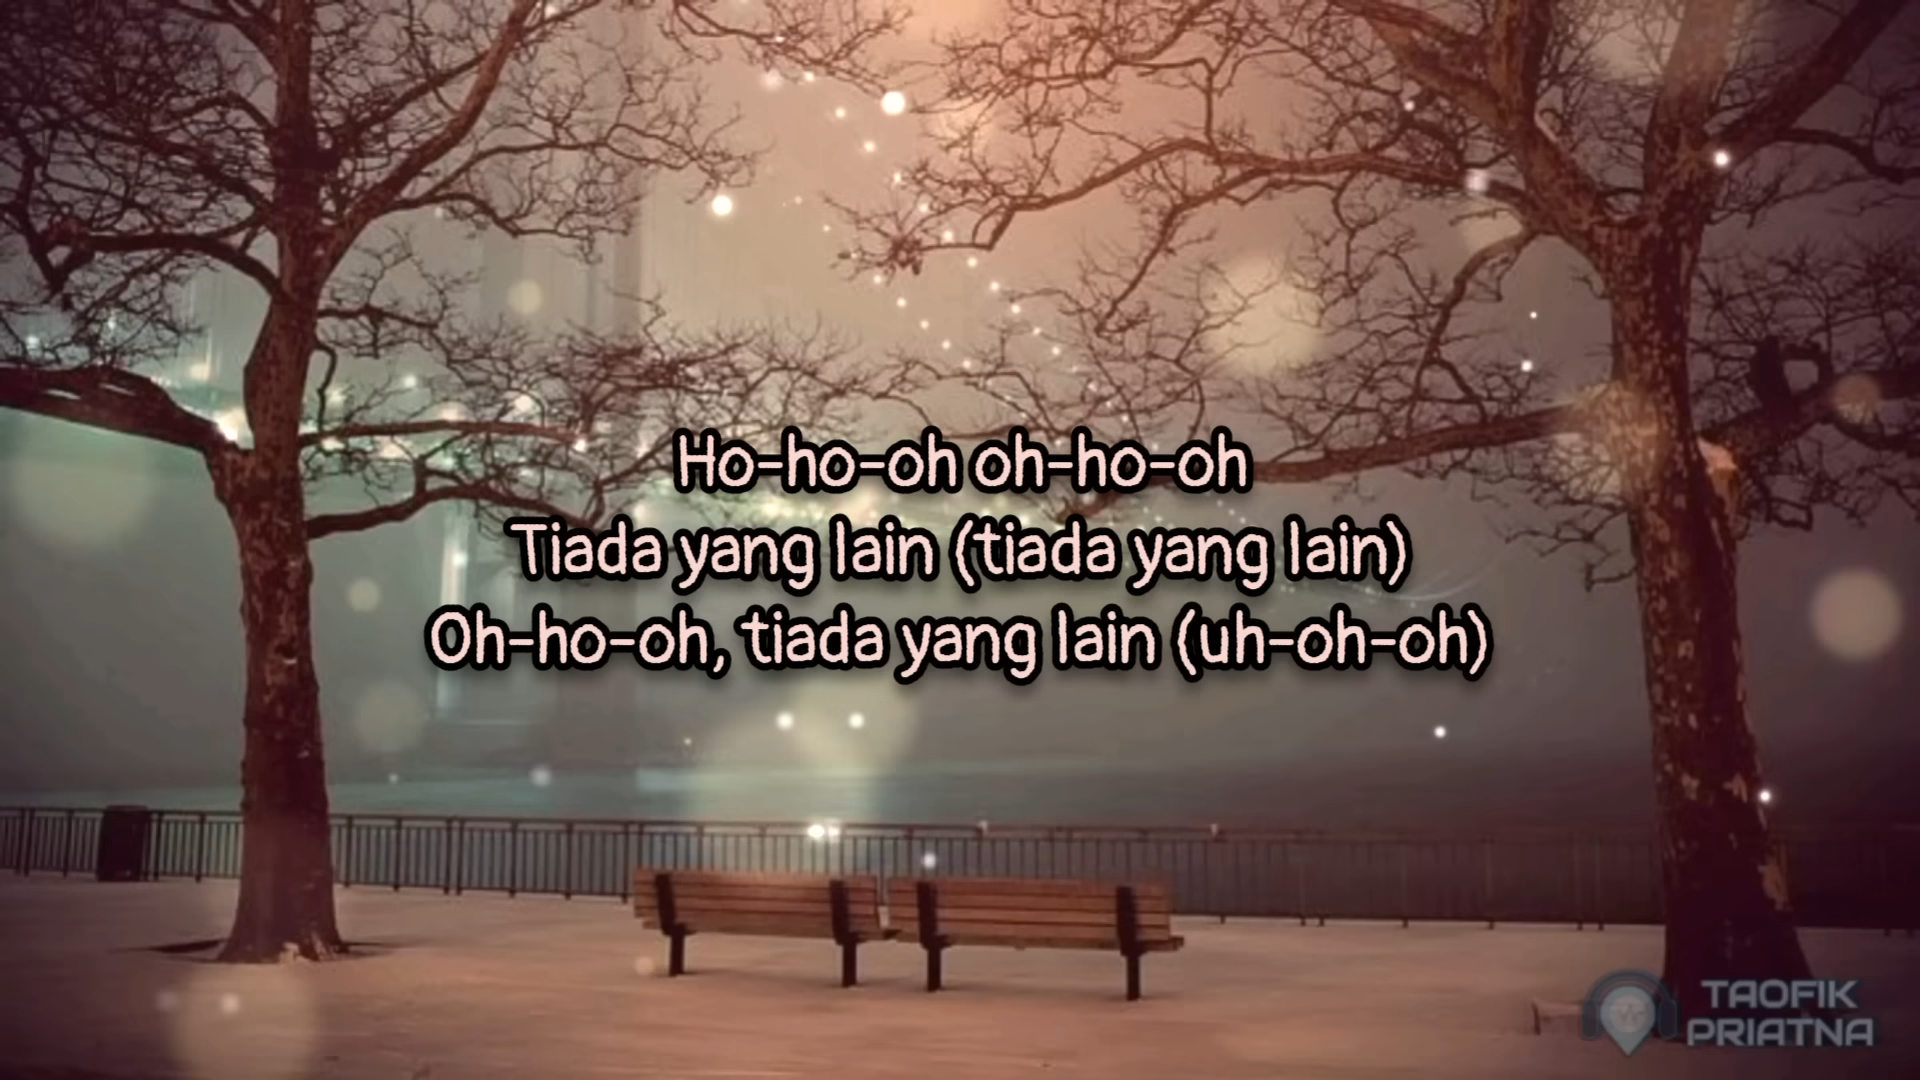 Ho-ho-oh oh-ho-oh
Tiada yang lain (tiada yang lain)
Oh-ho-oh, tiada yang lain (uh-oh-oh)
TAOFIK
PRIATNA